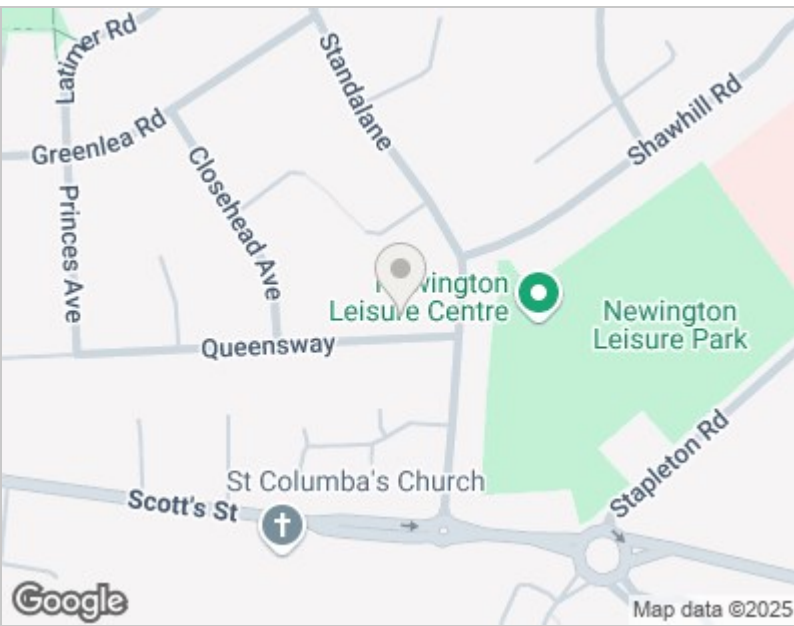 Latimer Rd
Standalane
Greenlea Rd
Shawhill Rd
Closehead Ave
Princes Ave
Leisure Centre
Newington
Leisure Park
Queensway
Stapleton Rd
St Columba's Church
Scott's St
Google
Map data ©2025